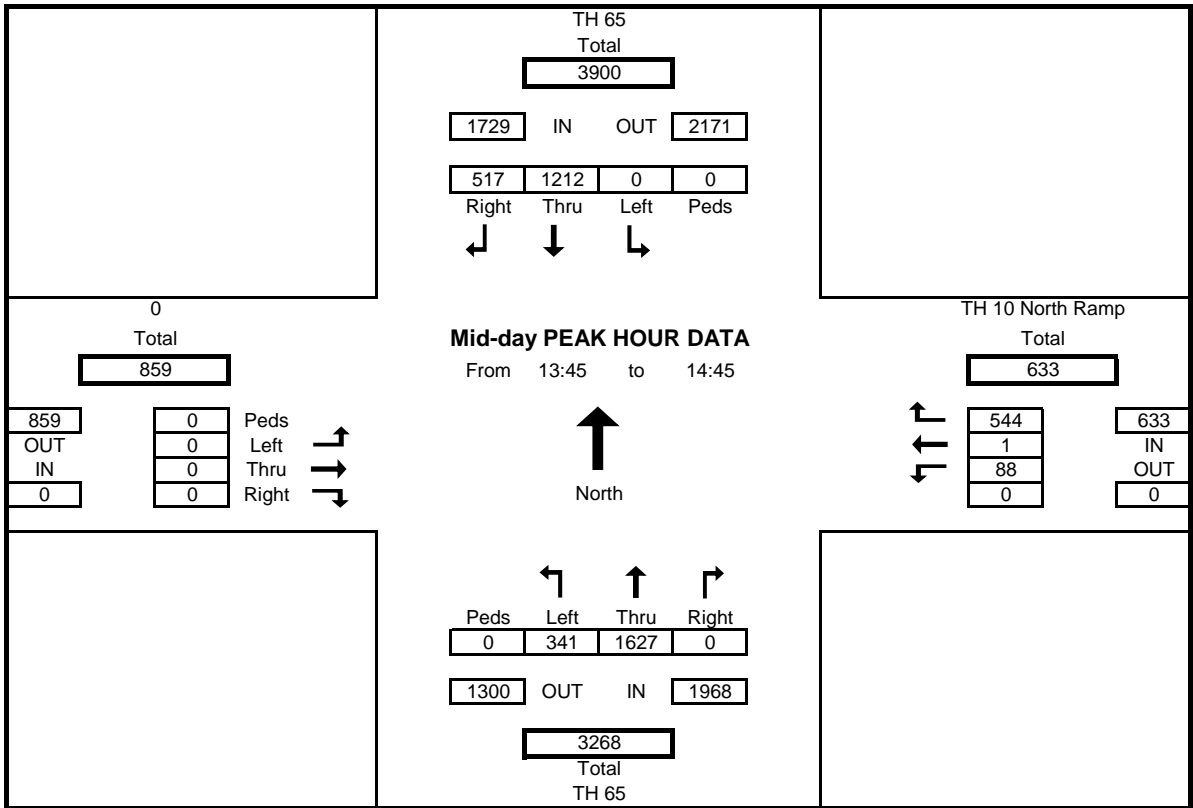 TH 65
Total
3900
1729 IN OUT 2171
517 1212 0 0
Right Thru Left Peds
0
Total
859
859 0 Peds
OUT 0 Left
IN 0 Thru
0 0 Right
Mid-day PEAK HOUR DATA
From 13:45 to 14:45
North
TH 10 North Ramp
Total
633
544 633
1 IN
88 OUT
0 0
Peds Left Thru Right
0 341 1627 0
1300 OUT IN 1968
3268
Total
TH 65